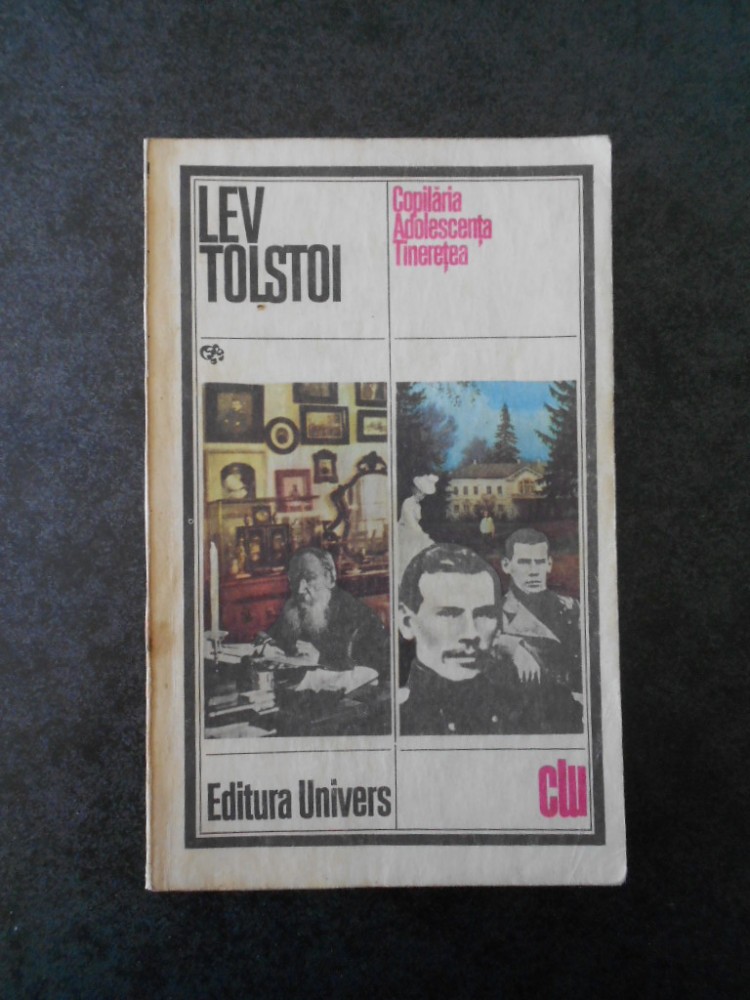 LEV
TOLSTOI
Copilăria
Adolescența
Tinerețea
Editura Univers
clu